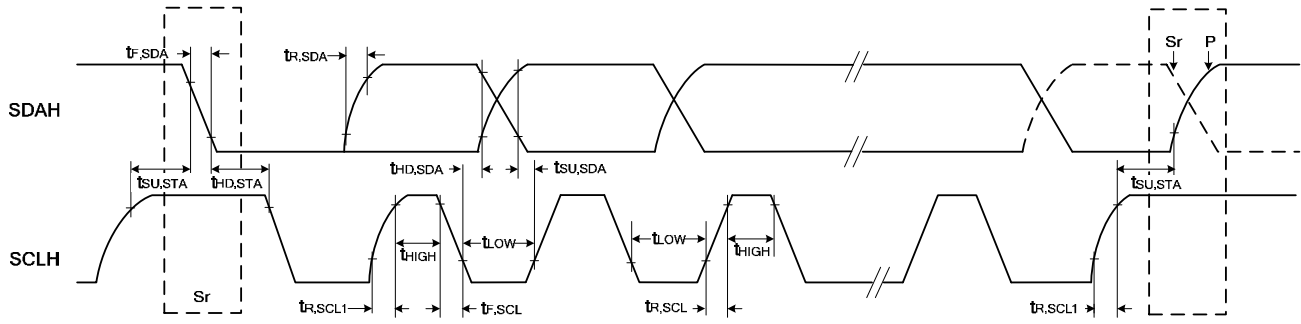 Sr P
tF,SDA tR,SDA
SDAH
tSU,STA tHD,STA tHD,SDA tSU,SDA tSU,STA
SCLH
tHIGH tLOW tLOW tHIGH
Sr tR,SCL1 tF,SCL tR,SCL tR,SCL1